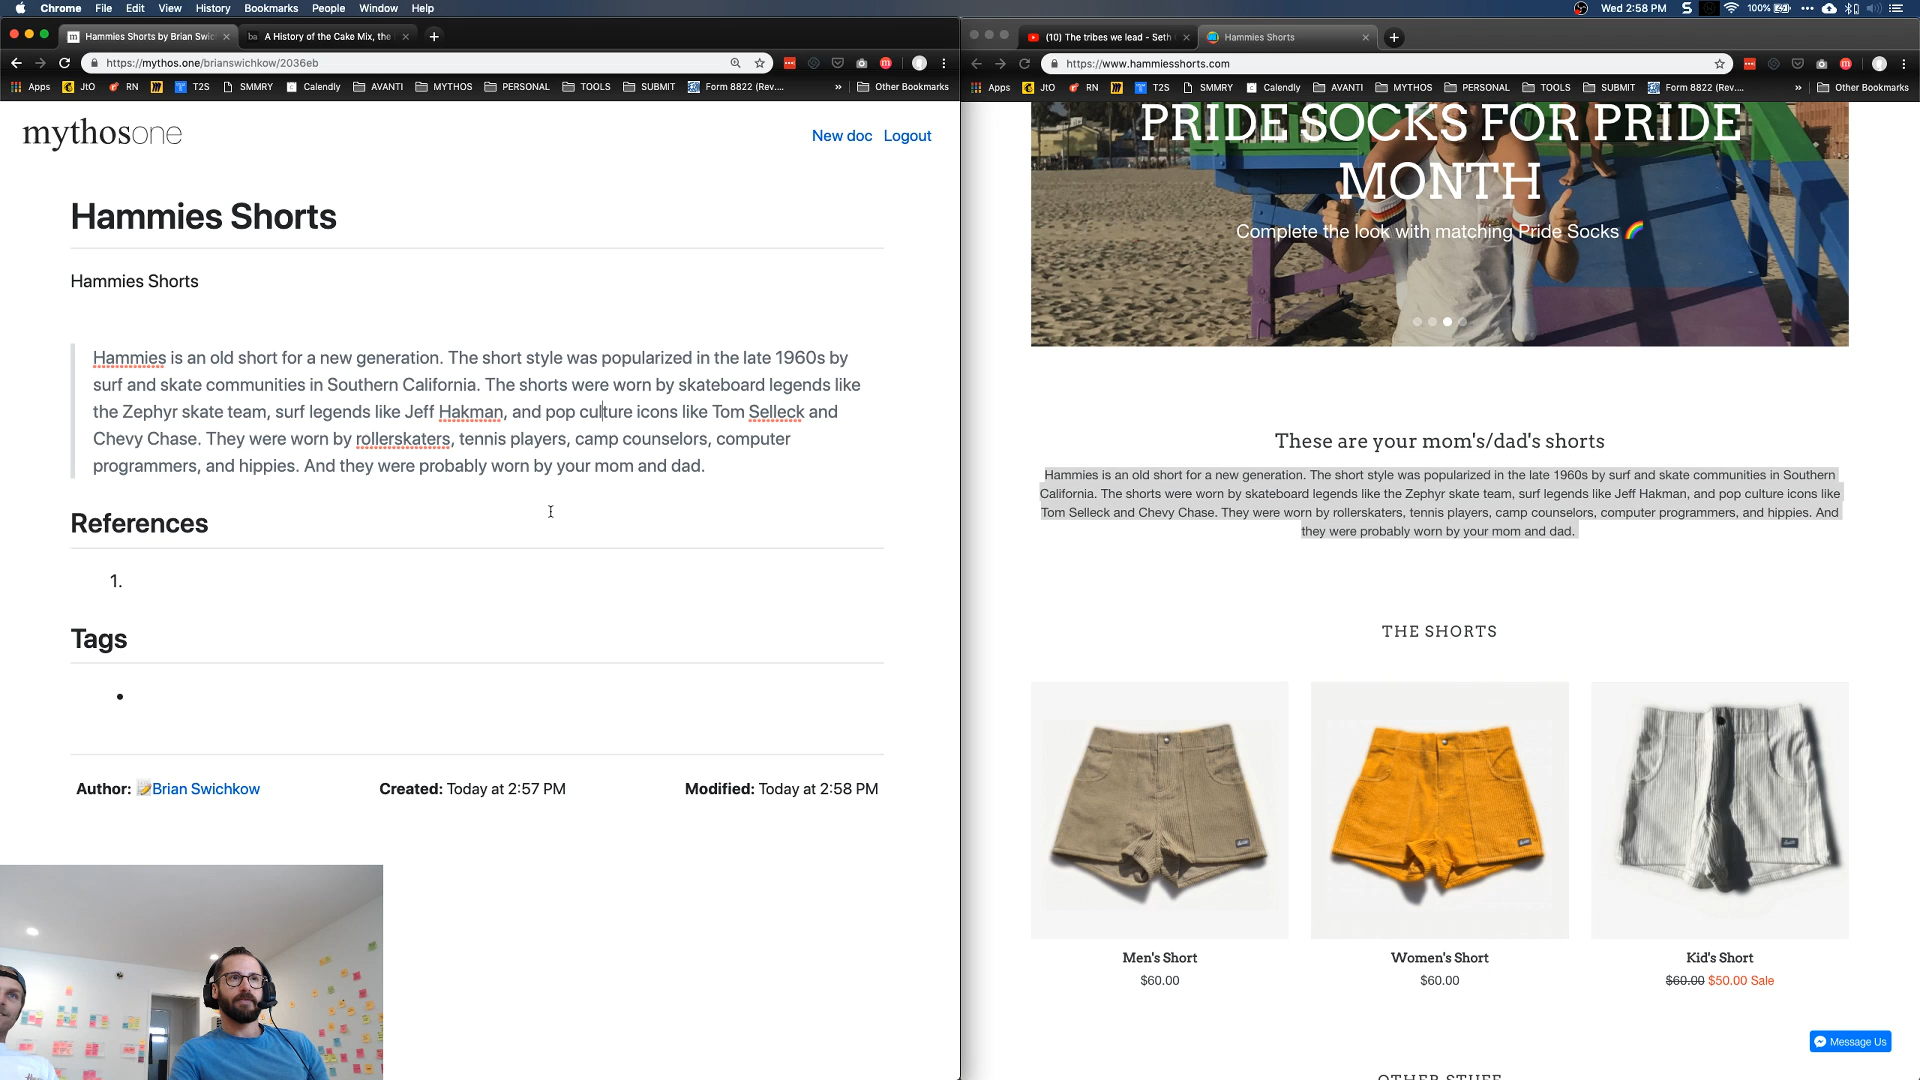 Chrome File Edit View History Bookmarks People Window Help
100% Wed 2:58 PM
Hammies Shorts by Brian Swic
A History of the Cake Mix, the
https://mythos.one/brianswichkow/2036eb
Apps JtO RN T2S SMMRY Calendly AVANTI MYTHOS PERSONAL TOOLS SUBMIT Form 8822 (Rev.... » Other Bookmarks
mythosone
New doc Logout
Hammies Shorts
Hammies Shorts
Hammies is an old short for a new generation. The short style was popularized in the late 1960s by
surf and skate communities in Southern California. The shorts were worn by skateboard legends like
the Zephyr skate team, surf legends like Jeff Hakman, and pop culture icons like Tom Selleck and
Chevy Chase. They were worn by rollerskaters, tennis players, camp counselors, computer
programmers, and hippies. And they were probably worn by your mom and dad.
References
1.
Tags
Author: 📝Brian Swichkow Created: Today at 2:57 PM Modified: Today at 2:58 PM
(10) The tribes we lead - Seth
Hammies Shorts
https://www.hammiesshorts.com
Apps JtO RN T2S SMMRY Calendly AVANTI MYTHOS PERSONAL TOOLS SUBMIT Form 8822 (Rev.... » Other Bookmarks
PRIDE SOCKS FOR PRIDE
MONTH
Complete the look with matching Pride Socks 🌈
These are your mom's/dad's shorts
Hammies is an old short for a new generation. The short style was popularized in the late 1960s by surf and skate communities in Southern
California. The shorts were worn by skateboard legends like the Zephyr skate team, surf legends like Jeff Hakman, and pop culture icons like
Tom Selleck and Chevy Chase. They were worn by rollerskaters, tennis players, camp counselors, computer programmers, and hippies. And
they were probably worn by your mom and dad.
THE SHORTS
Men's Short
$60.00
Women's Short
$60.00
Kid's Short
$60.00 $50.00 Sale
Message Us
OTHER STUFF